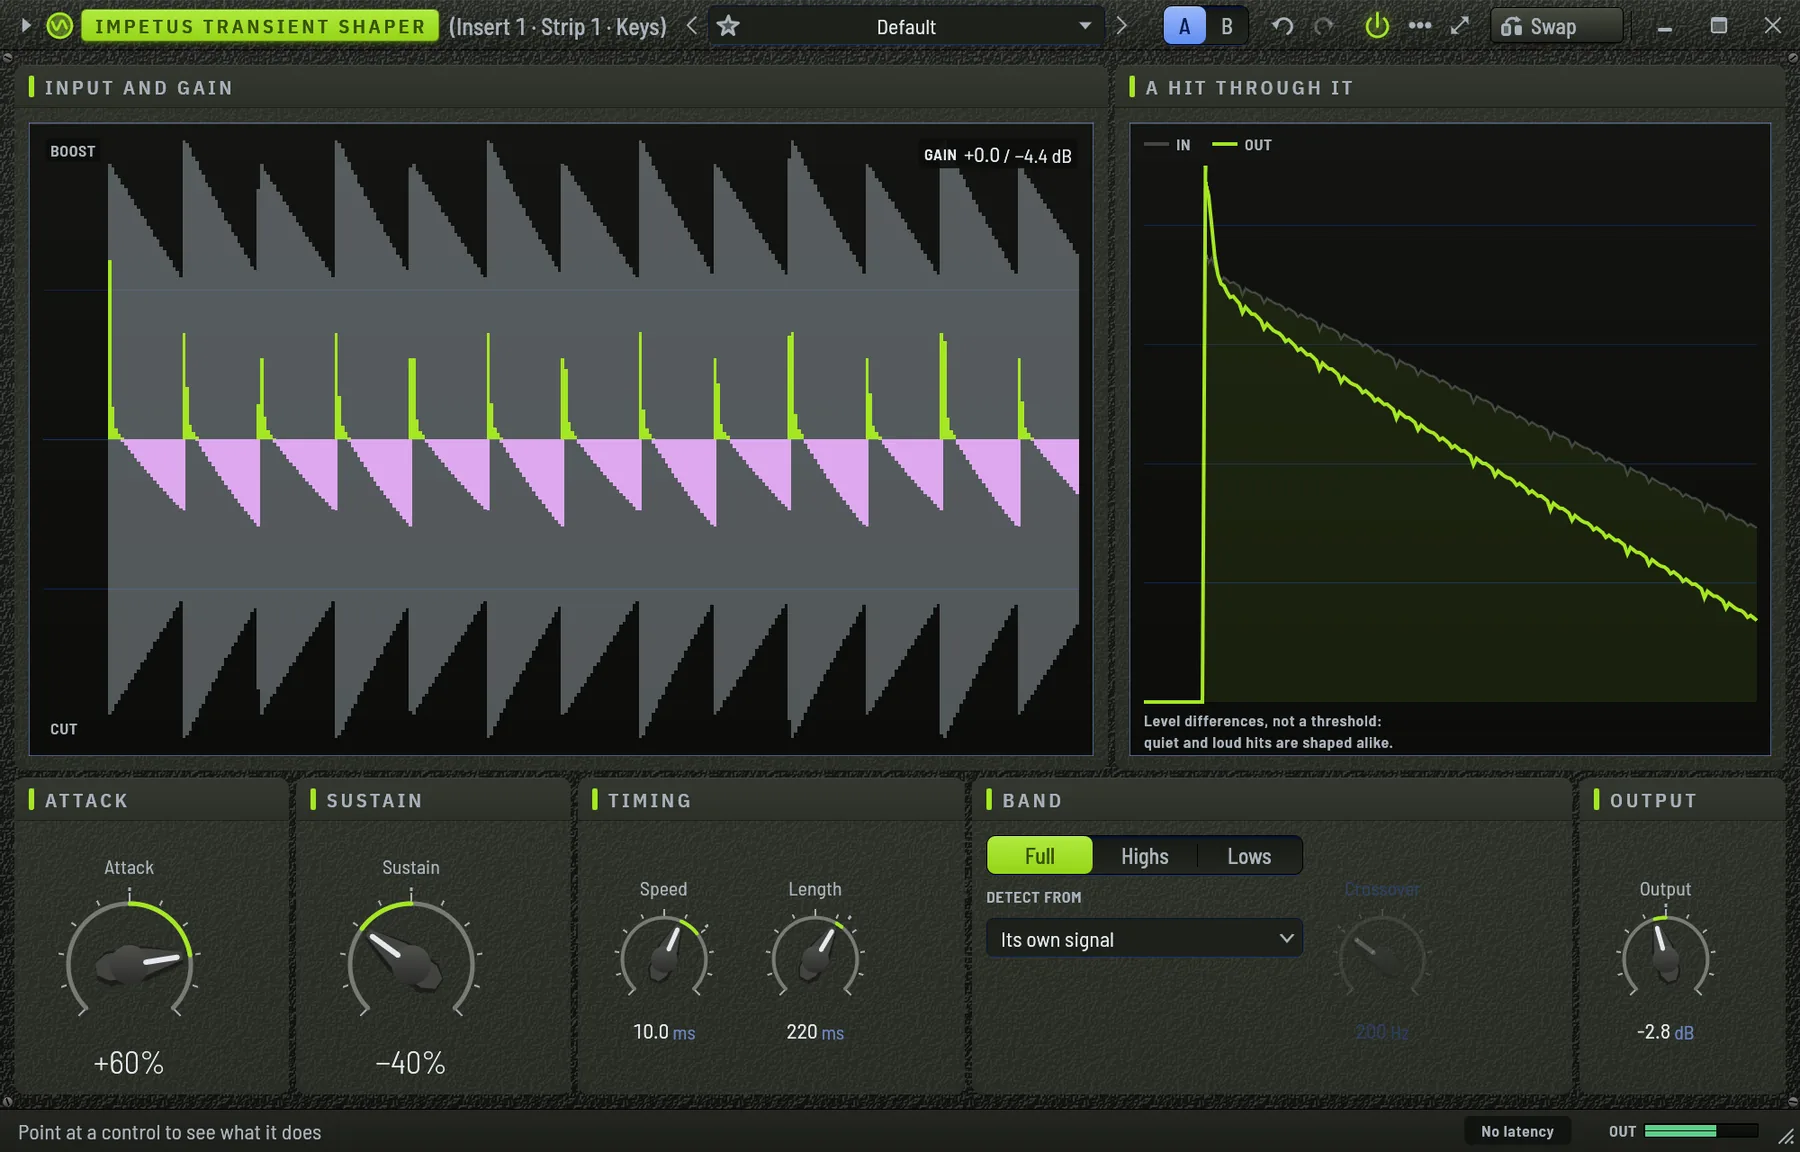 IMPETUS TRANSIENT SHAPER (Insert 1 · Strip 1 · Keys) Default A B Swap
INPUT AND GAIN
A HIT THROUGH IT
BOOST
GAIN +0.0 / −4.4 dB
IN OUT
CUT
Level differences, not a threshold:
quiet and loud hits are shaped alike.
ATTACK
SUSTAIN
TIMING
BAND
OUTPUT
Attack
Sustain
Speed
Length
Full Highs Lows
DETECT FROM
Its own signal
Crossover
Output
10.0 ms
220 ms
200 Hz
-2.8 dB
+60%
−40%
Point at a control to see what it does
No latency
OUT